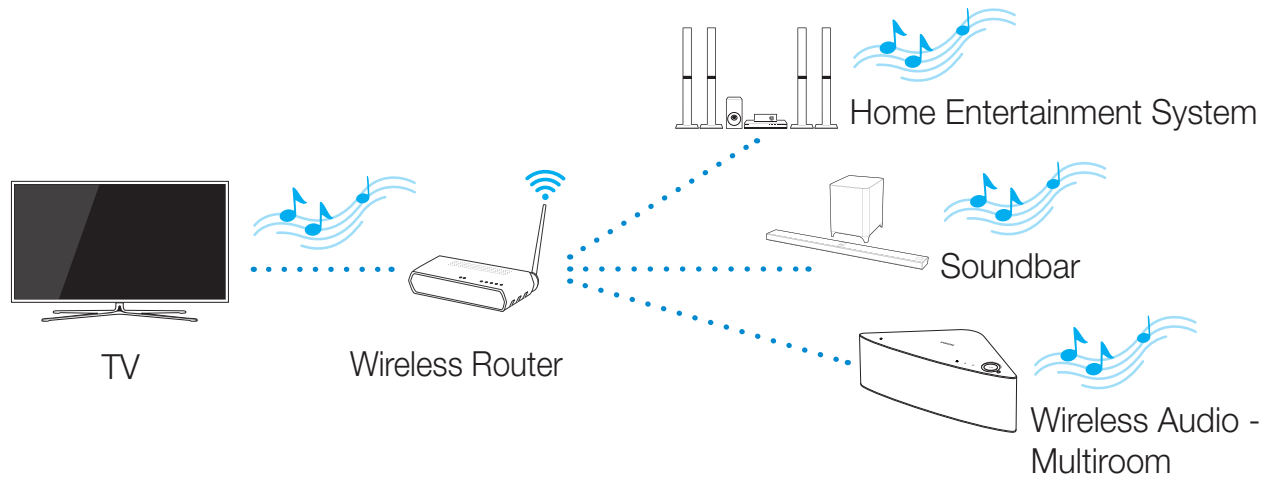 Home Entertainment System
Soundbar
TV
Wireless Router
Wireless Audio -
Multiroom